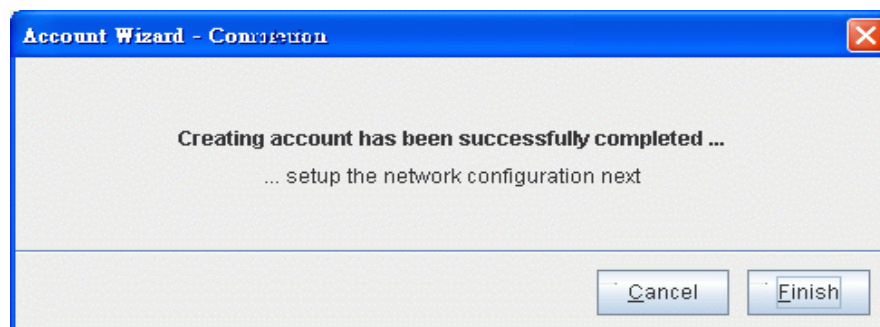 Account Wizard -
Creating account has been successfully completed ...
... setup the network configuration next
Cancel
Finish